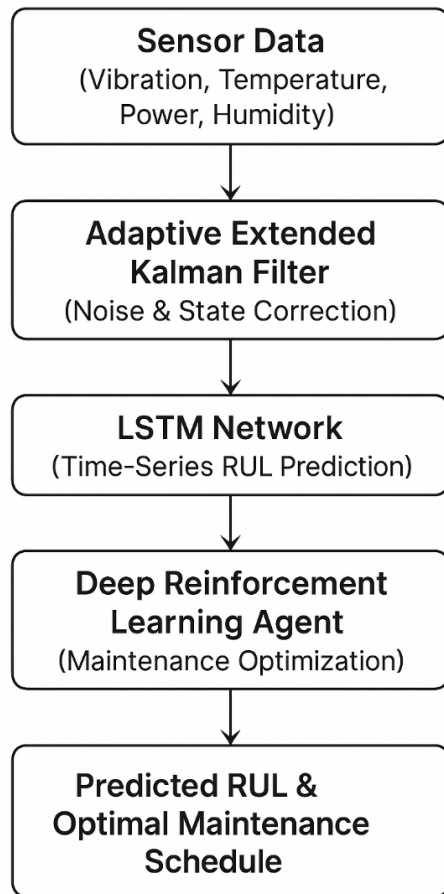 Sensor Data
(Vibration, Temperature,
Power, Humidity)
Adaptive Extended
Kalman Filter
(Noise & State Correction)
LSTM Network
(Time-Series RUL Prediction)
Deep Reinforcement
Learning Agent
(Maintenance Optimization)
Predicted RUL &
Optimal Maintenance
Schedule